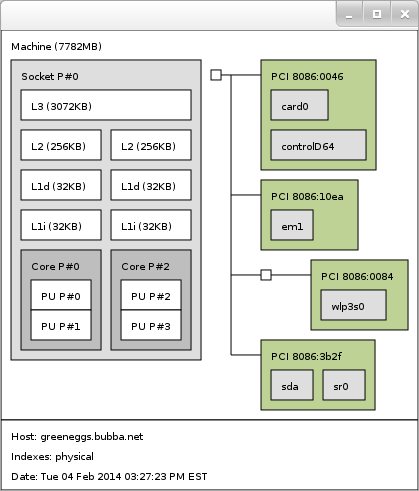 Machine (7782MB)
Socket P#0
L3 (3072KB)
L2 (256KB) L2 (256KB)
L1d (32KB) L1d (32KB)
L1i (32KB) L1i (32KB)
Core P#0 Core P#2
PU P#0 PU P#2
PU P#1 PU P#3
PCI 8086:0046
card0
controlD64
PCI 8086:10ea
em1
PCI 8086:0084
wlp3s0
PCI 8086:3b2f
sda sr0
Host: greeneggs.bubba.net
Indexes: physical
Date: Tue 04 Feb 2014 03:27:23 PM EST